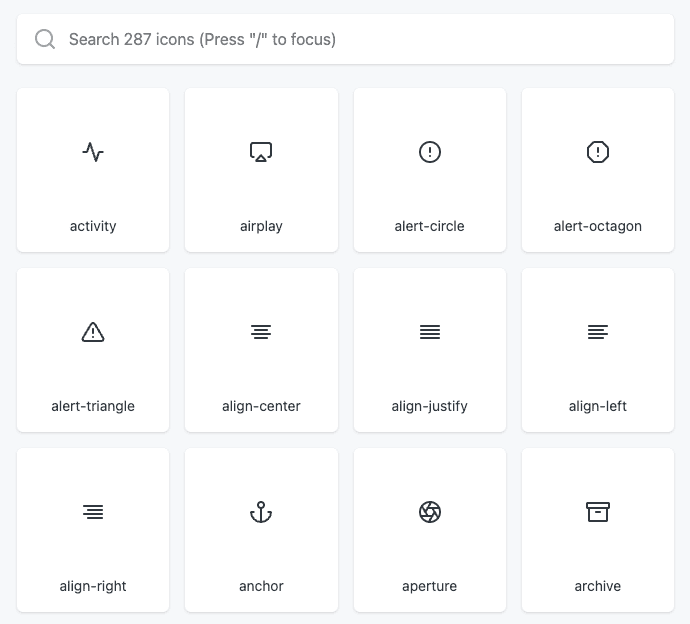 Search 287 icons (Press "/" to focus)
activity
airplay
alert-circle
alert-octagon
alert-triangle
align-center
align-justify
align-left
align-right
anchor
aperture
archive